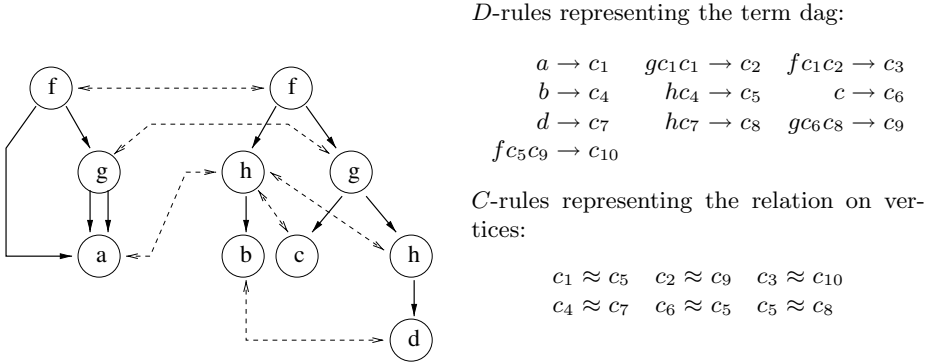 f
f
g
h
g
a
b
c
h
d
D-rules representing the term dag:
a → c₁ gc₁c₁ → c₂ fc₁c₂ → c₃
b → c₄ hc₄ → c₅ c → c₆
d → c₇ hc₇ → c₈ gc₆c₈ → c₉
fc₅c₉ → c₁₀
C-rules representing the relation on ver-
tices:
c₁ ≈ c₅ c₂ ≈ c₉ c₃ ≈ c₁₀
c₄ ≈ c₇ c₆ ≈ c₅ c₅ ≈ c₈